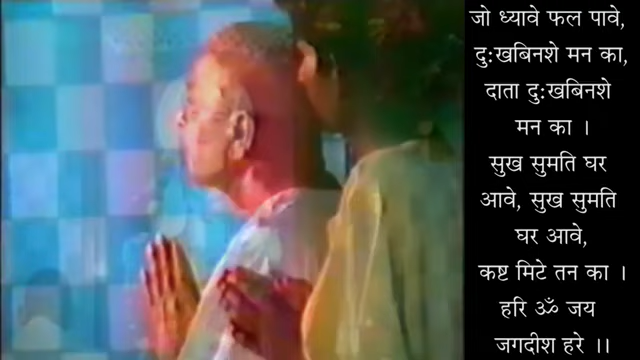 जो ध्यावे फल पावे,
दुःखबिनशे मन का,
दाता दुःखबिनशे
मन का ।
सुख सुमति घर
आवे, सुख सुमति
घर आवे,
कष्ट मिटे तन का ।
हरि ॐ जय
जगदीश हरे ।।